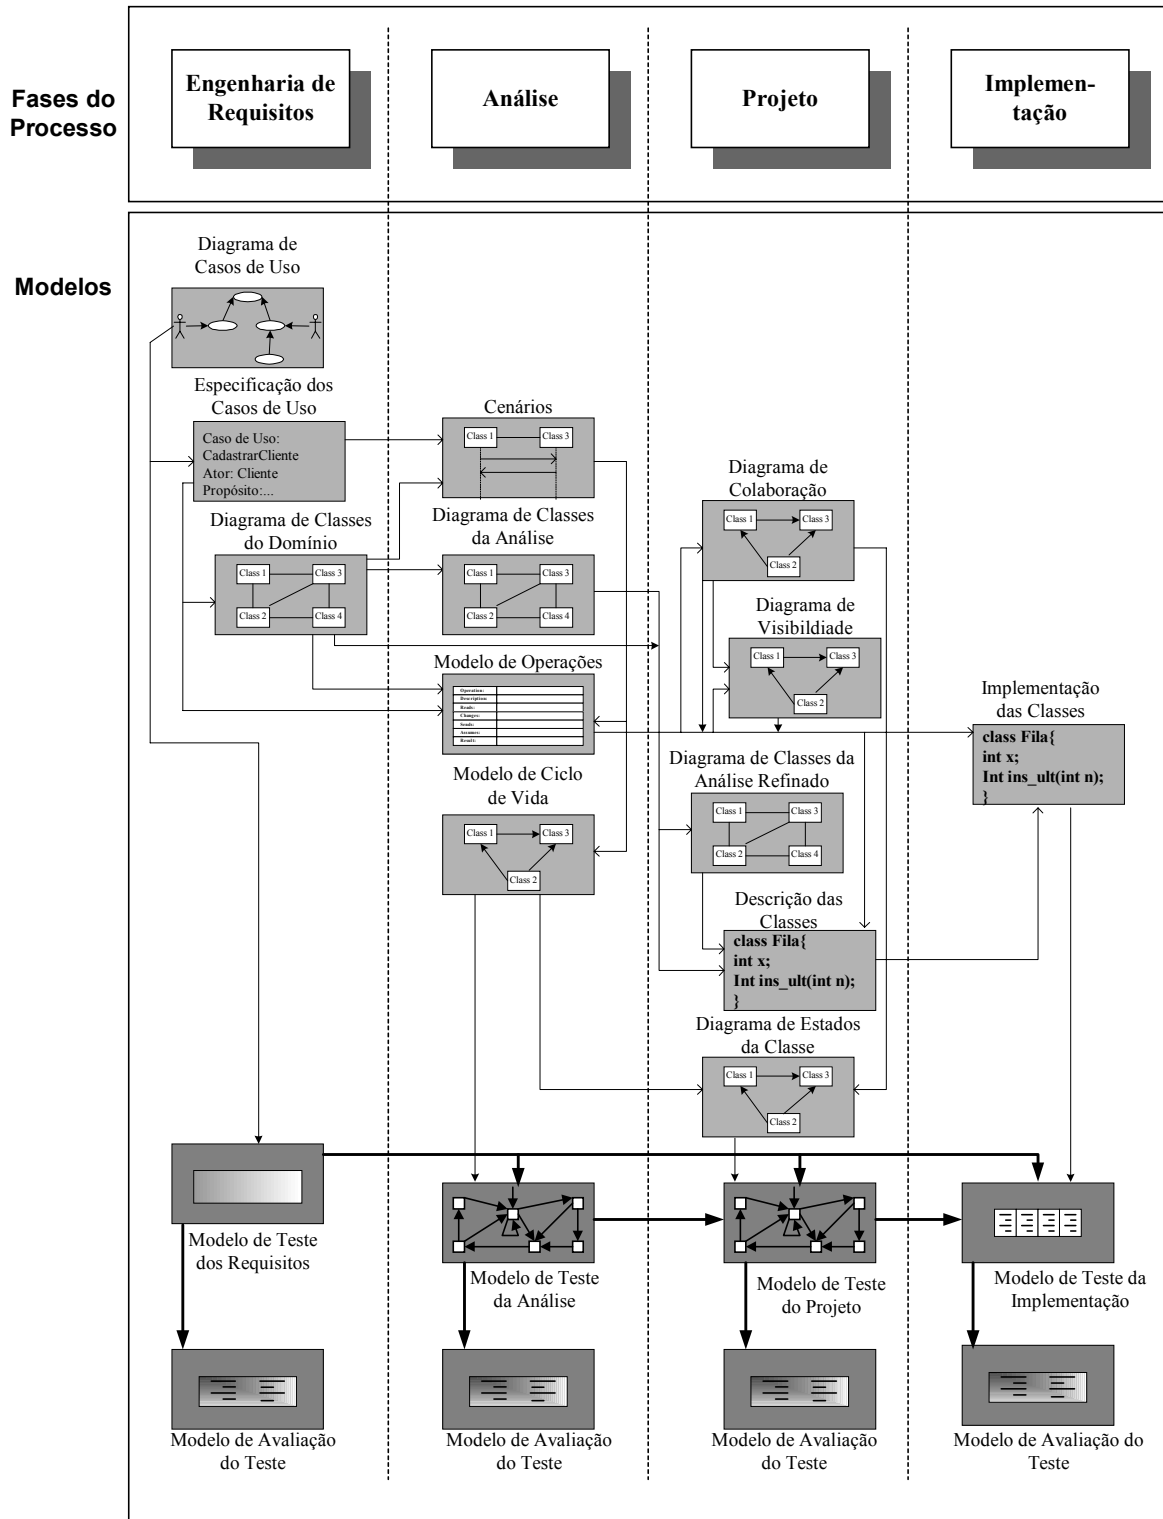 Fases do
Processo
Engenharia de
Requisitos
Análise
Projeto
Implemen-
tação
Modelos
Diagrama de
Casos de Uso
Especificação dos
Casos de Uso
Caso de Uso:
CadastrarCliente
Ator: Cliente
Propósito:...
Diagrama de Classes
do Domínio
Class 1
Class 3
Class 2
Class 4
Modelo de Teste
dos Requisitos
Modelo de Avaliação
do Teste
Cenários
Class 1
Class 3
Diagrama de Classes
da Análise
Class 1
Class 3
Class 2
Class 4
Modelo de Operações
Operation:
Description:
Reads:
Changes:
Sends:
Assumes:
Result:
Modelo de Ciclo
de Vida
Class 1
Class 3
Class 2
Modelo de Teste
da Análise
Modelo de Avaliação
do Teste
Diagrama de
Colaboração
Class 1
Class 3
Class 2
Diagrama de
Visibildiade
Class 1
Class 3
Class 2
Diagrama de Classes da
Análise Refinado
Class 1
Class 3
Class 2
Class 4
Descrição das
Classes
class Fila{
int x;
Int ins_ult(int n);
}
Diagrama de Estados
da Classe
Class 1
Class 3
Class 2
Modelo de Teste
do Projeto
Modelo de Avaliação
do Teste
Implementação
das Classes
class Fila{
int x;
Int ins_ult(int n);
}
Modelo de Teste da
Implementação
Modelo de Avaliação do
Teste